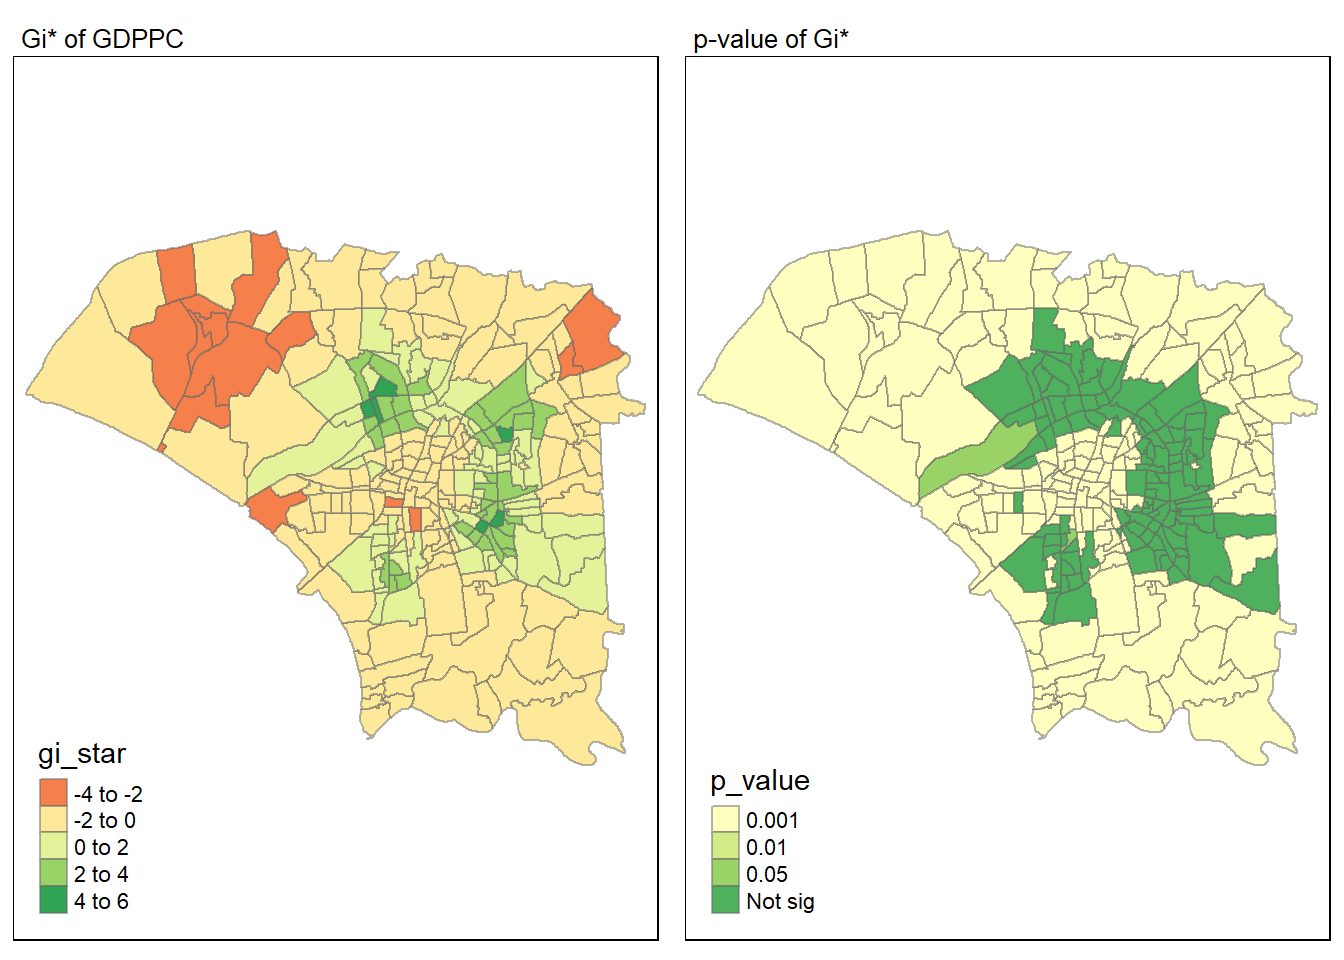 Gi* of GDPPC
gi_star
-4 to -2
-2 to 0
0 to 2
2 to 4
4 to 6
p-value of Gi*
p_value
0.001
0.01
0.05
Not sig